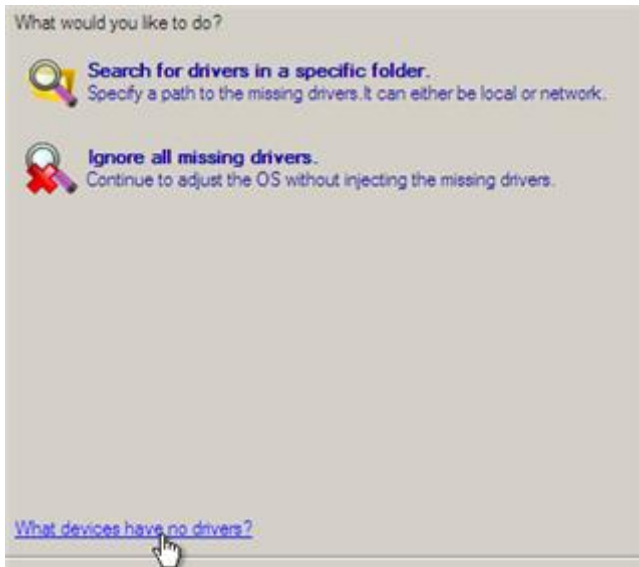 What would you like to do?
Search for drivers in a specific folder.
Specify a path to the missing drivers.It can either be local or network.
Ignore all missing drivers.
Continue to adjust the OS without injecting the missing drivers.
What devices have no drivers?